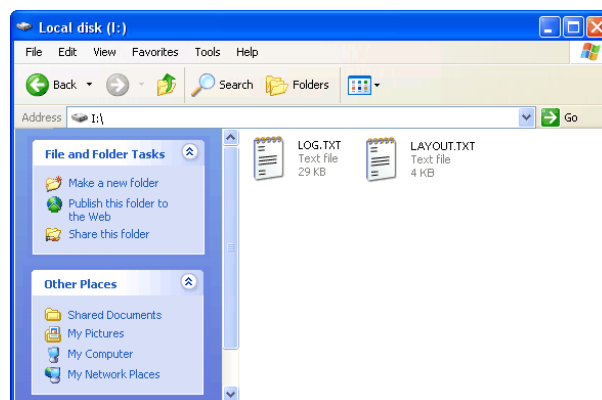 Local disk (I:)
File Edit View Favorites Tools Help
Back Search Folders
Address I:\ Go
File and Folder Tasks
Make a new folder
Publish this folder to
the Web
Share this folder
Other Places
Shared Documents
My Pictures
My Computer
My Network Places
LOG.TXT
Text file
29 KB
LAYOUT.TXT
Text file
4 KB